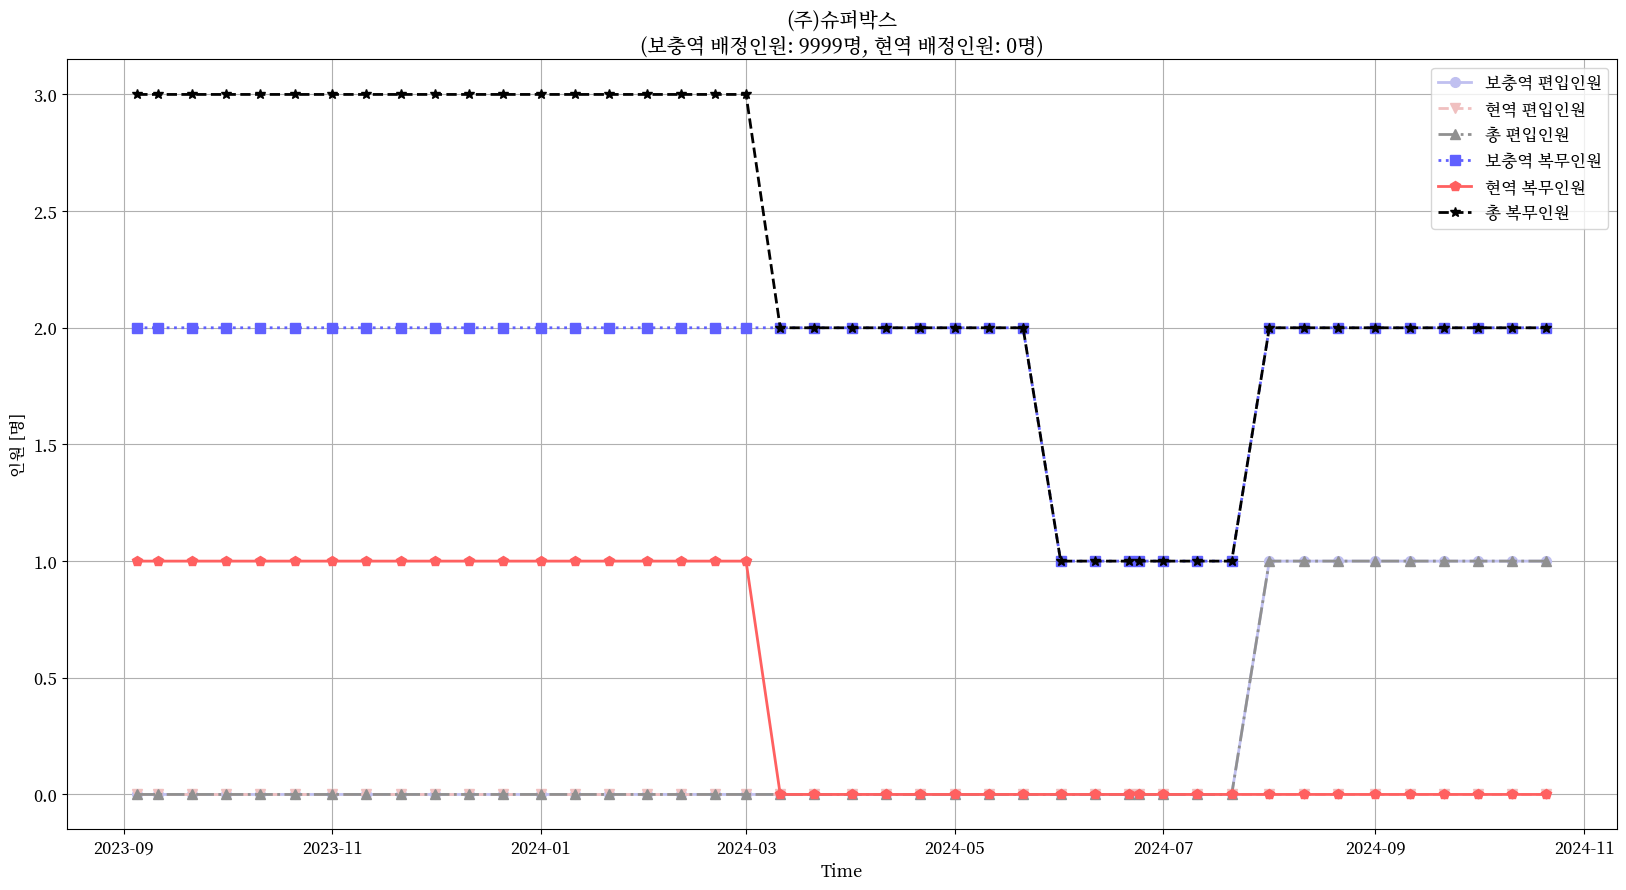 (주)슈퍼박스
(보충역 배정인원: 9999명, 현역 배정인원: 0명)
보충역 편입인원
현역 편입인원
총 편입인원
보충역 복무인원
현역 복무인원
총 복무인원
인원 [명]
3.0
2.5
2.0
1.5
1.0
0.5
0.0
2023-09 2023-11 2024-01 2024-03 2024-05 2024-07 2024-09 2024-11
Time